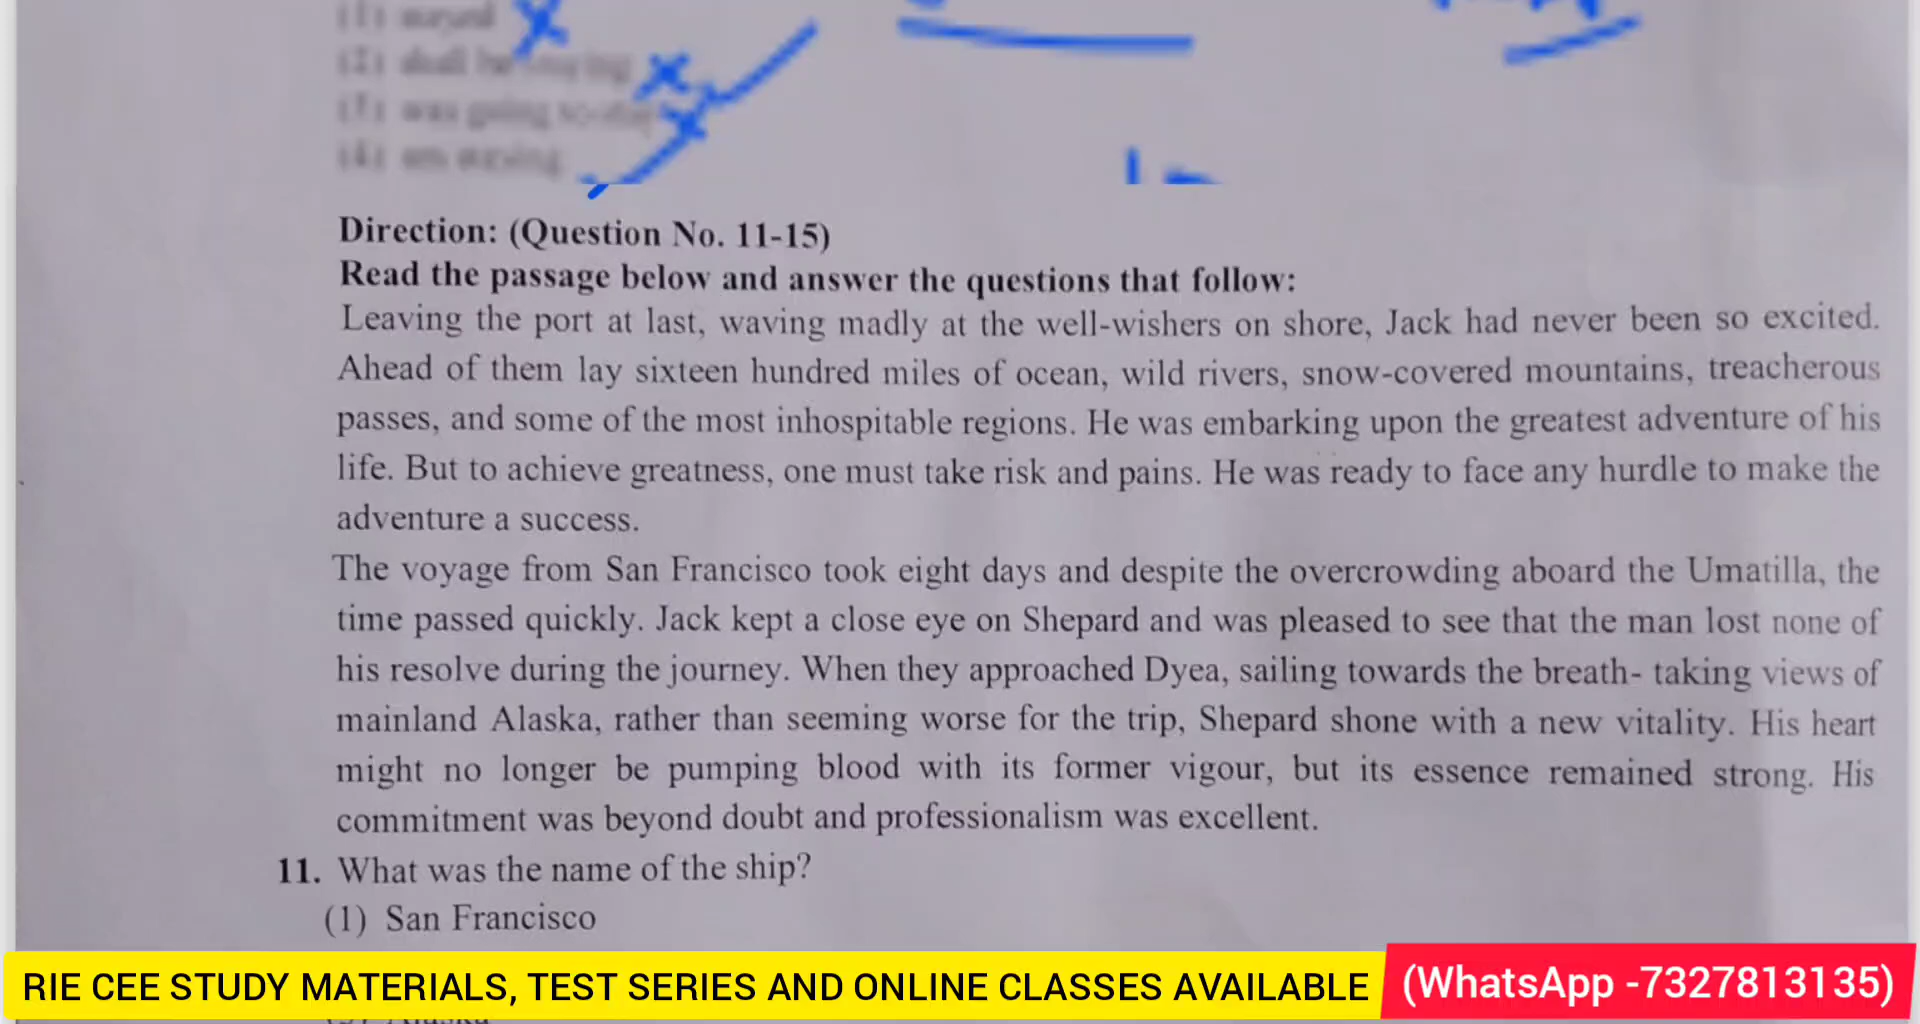 (1)
(2) shall be
(3) was going to
(4) am
Direction: (Question No. 11-15)
Read the passage below and answer the questions that follow:
Leaving the port at last, waving madly at the well-wishers on shore, Jack had never been so excited.
Ahead of them lay sixteen hundred miles of ocean, wild rivers, snow-covered mountains, treacherous
passes, and some of the most inhospitable regions. He was embarking upon the greatest adventure of his
life. But to achieve greatness, one must take risk and pains. He was ready to face any hurdle to make the
adventure a success.
The voyage from San Francisco took eight days and despite the overcrowding aboard the Umatilla, the
time passed quickly. Jack kept a close eye on Shepard and was pleased to see that the man lost none of
his resolve during the journey. When they approached Dyea, sailing towards the breath- taking views of
mainland Alaska, rather than seeming worse for the trip, Shepard shone with a new vitality. His heart
might no longer be pumping blood with its former vigour, but its essence remained strong. His
commitment was beyond doubt and professionalism was excellent.
11. What was the name of the ship?
(1) San Francisco
RIE CEE STUDY MATERIALS, TEST SERIES AND ONLINE CLASSES AVAILABLE (WhatsApp -7327813135)